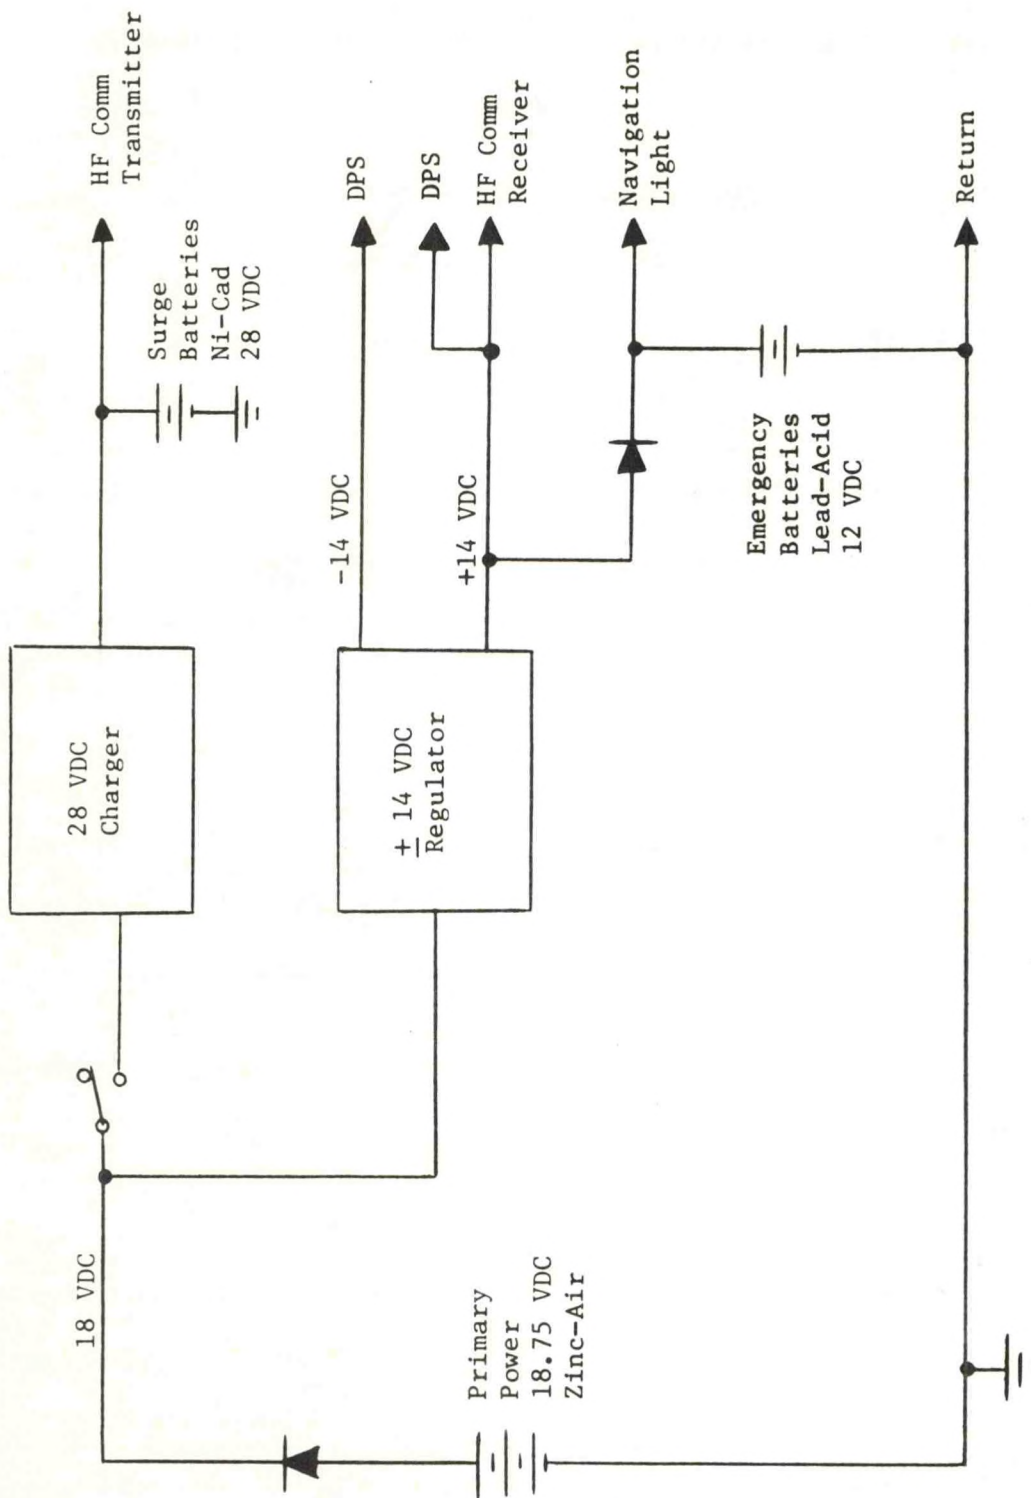 HF Comm
Transmitter
Surge
Batteries
Ni-Cad
28 VDC
28 VDC
Charger
18 VDC
-14 VDC
DPS
DPS
+14 VDC
HF Comm
Receiver
± 14 VDC
Regulator
Navigation
Light
Primary
Power
18.75 VDC
Zinc-Air
Emergency
Batteries
Lead-Acid
12 VDC
Return